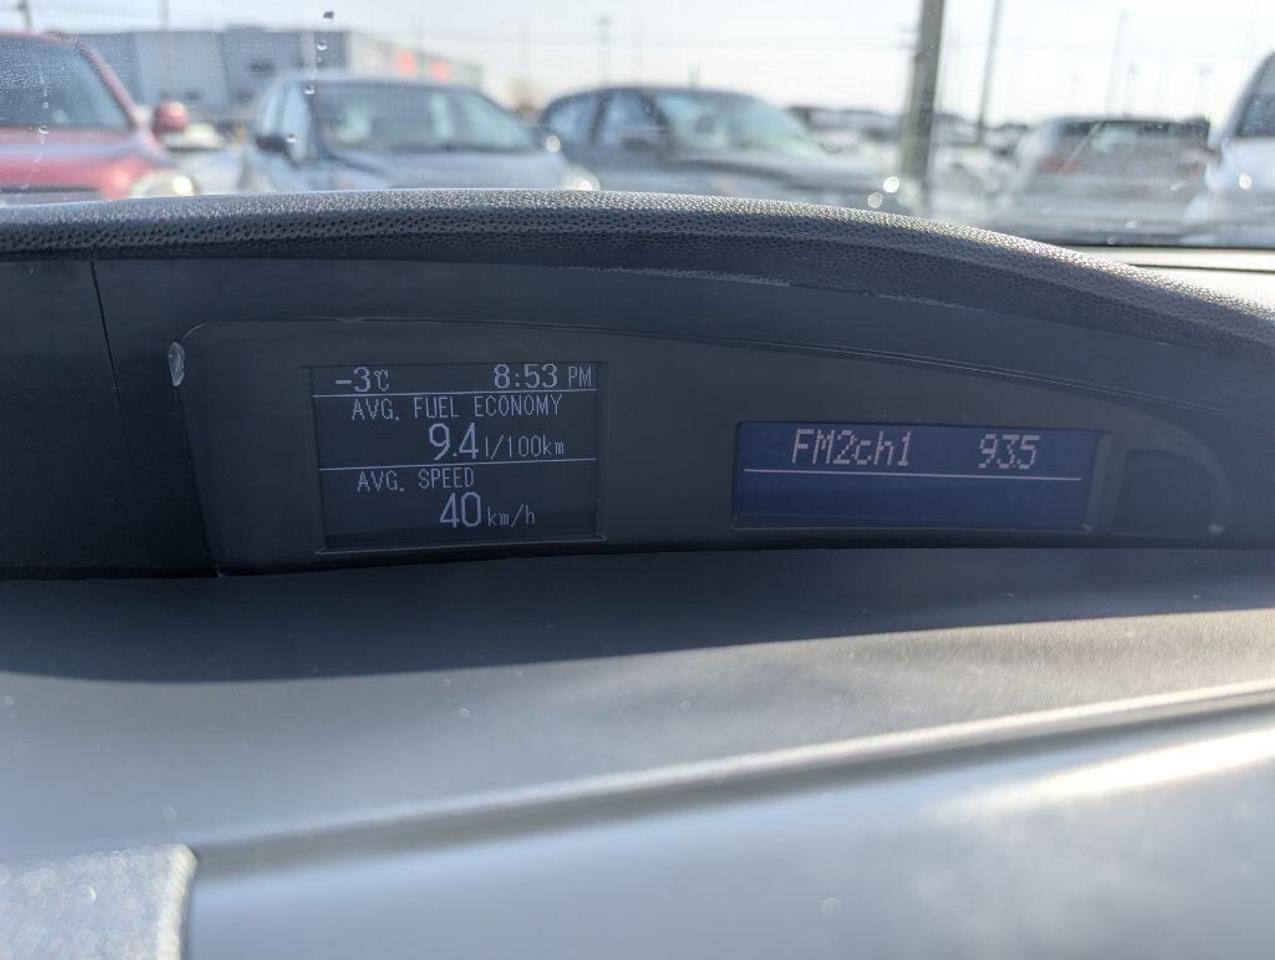 -3℃ 8:53 PM
AVG. FUEL ECONOMY
9.4 l/100km
AVG. SPEED
40 km/h
FM2ch1 93.5